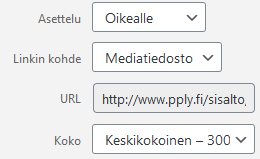 Asettelu Oikealle
Linkin kohde Mediatiedosto
URL http://www.pply.fi/sisalto,
Koko Keskikokoinen – 300